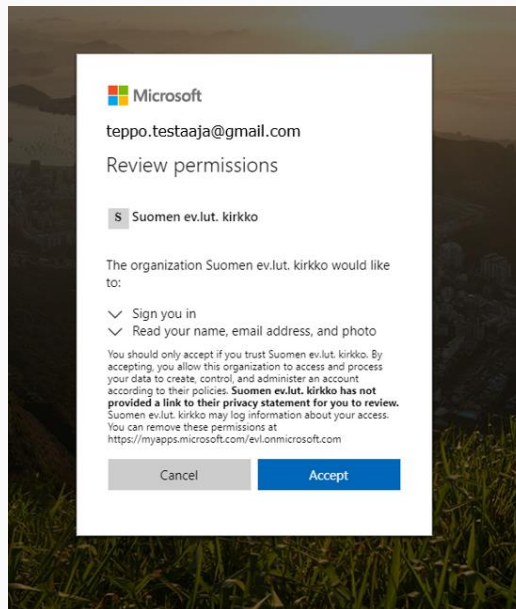 Microsoft
teppo.testaaja@gmail.com
Review permissions
S Suomen ev.lut. kirkko
The organization Suomen ev.lut. kirkko would like
to:
Sign you in
Read your name, email address, and photo
You should only accept if you trust Suomen ev.lut. kirkko. By
accepting, you allow this organization to access and process
your data to create, control, and administer an account
according to their policies. Suomen ev.lut. kirkko has not
provided a link to their privacy statement for you to review.
Suomen ev.lut. kirkko may log information about your access.
You can remove these permissions at
https://myapps.microsoft.com/evl.onmicrosoft.com
Cancel Accept